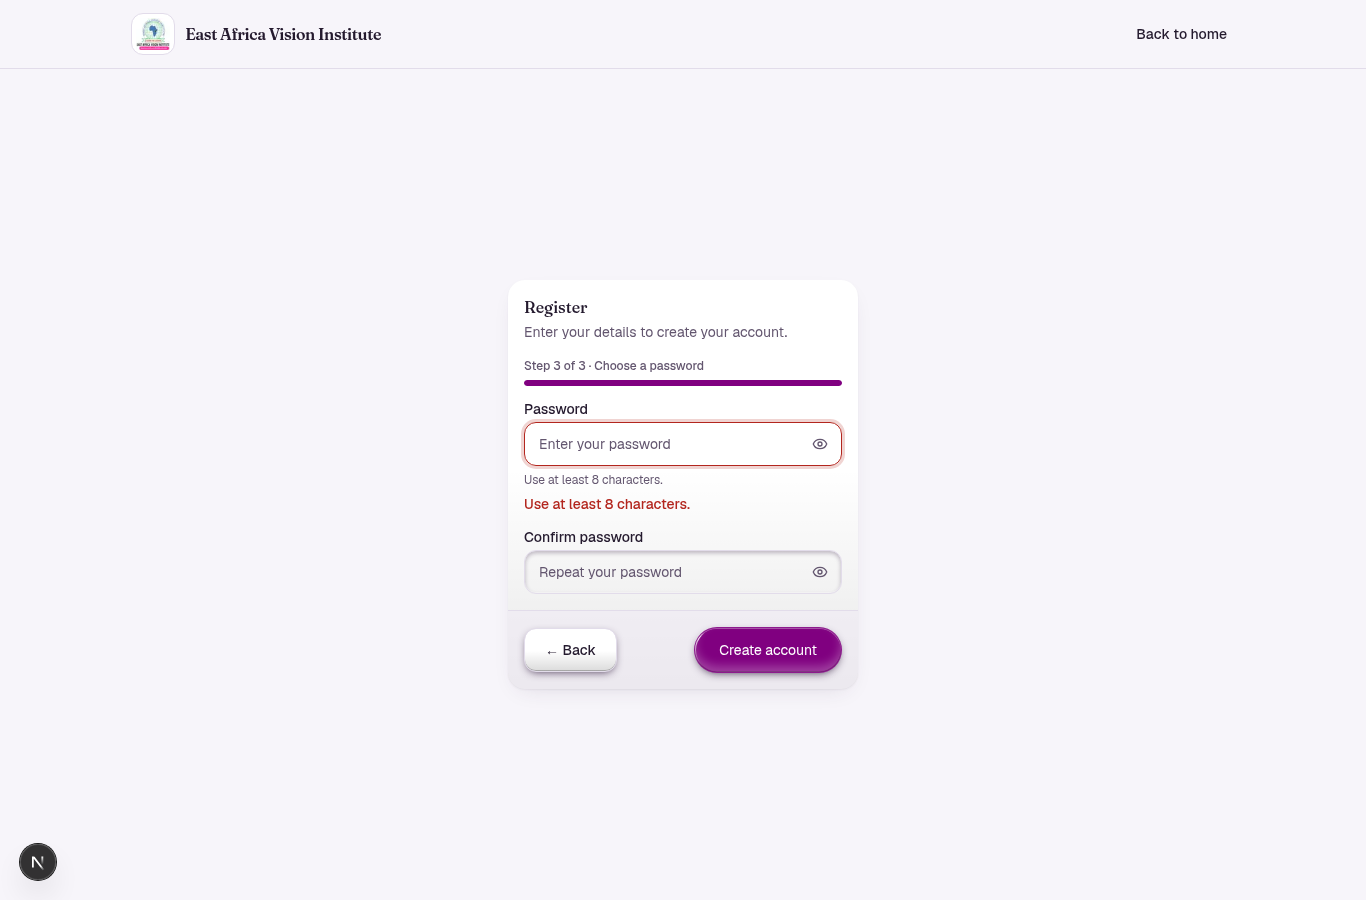 East Africa Vision Institute
Back to home
Register
Enter your details to create your account.
Step 3 of 3 · Choose a password
Password
Enter your password
Use at least 8 characters.
Use at least 8 characters.
Confirm password
Repeat your password
← Back
Create account
N